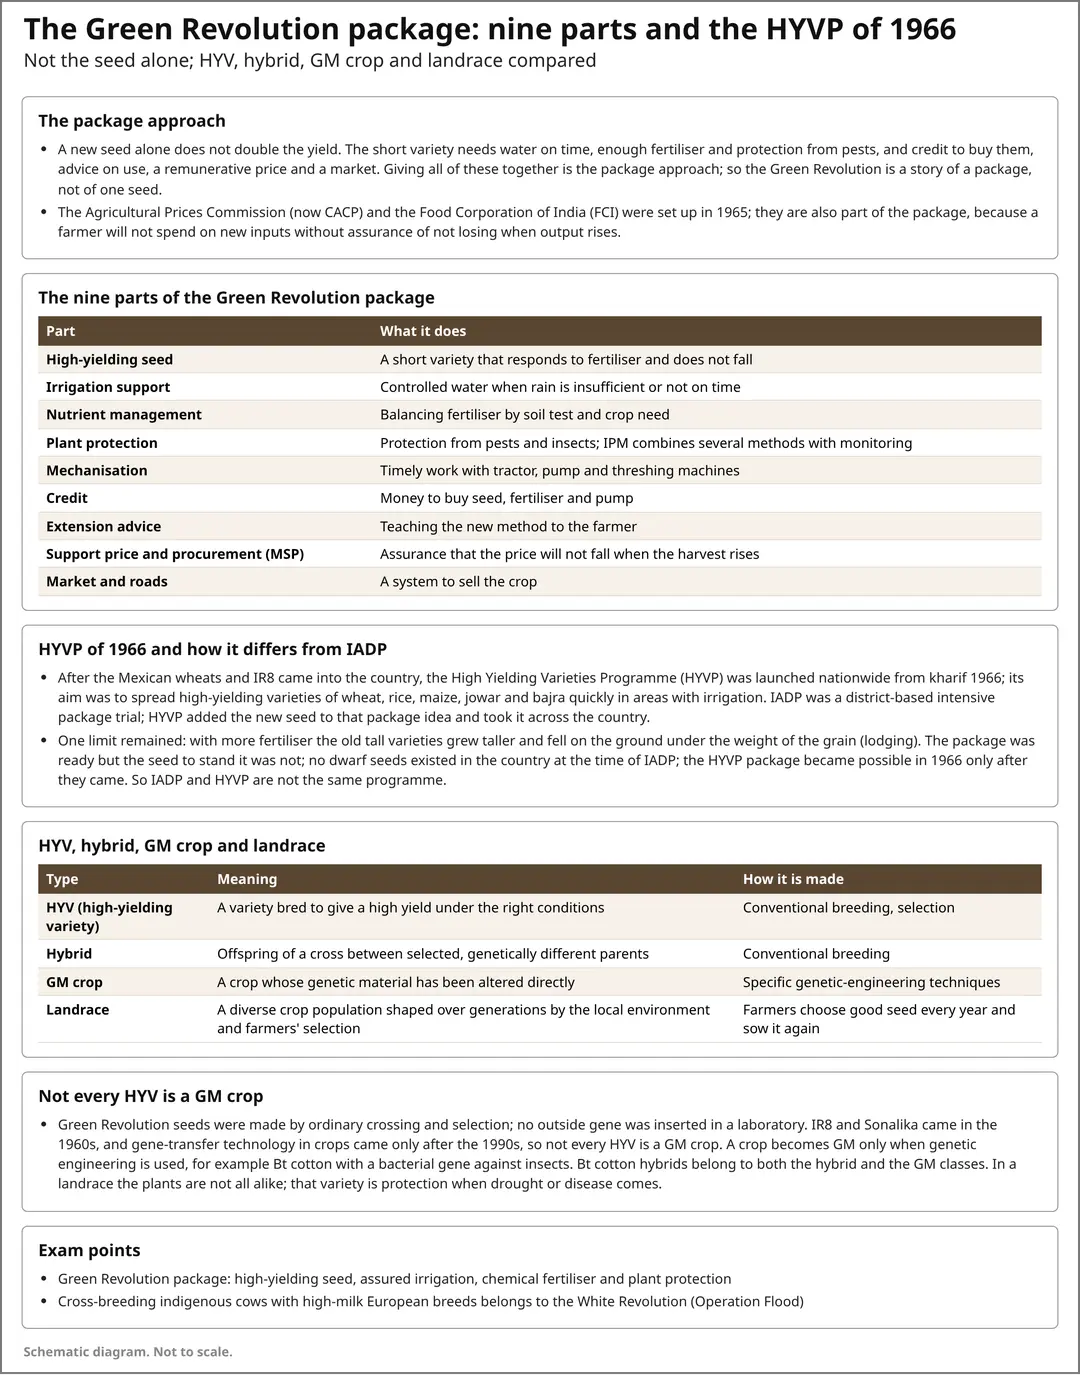 The Green Revolution package: nine parts and the HYVP of 1966
Not the seed alone; HYV, hybrid, GM crop and landrace compared
The package approach
• A new seed alone does not double the yield. The short variety needs water on time, enough fertiliser and protection from pests, and credit to buy them,
advice on use, a remunerative price and a market. Giving all of these together is the package approach; so the Green Revolution is a story of a package,
not of one seed.
• The Agricultural Prices Commission (now CACP) and the Food Corporation of India (FCI) were set up in 1965; they are also part of the package, because a
farmer will not spend on new inputs without assurance of not losing when output rises.
The nine parts of the Green Revolution package
Part What it does
High-yielding seed A short variety that responds to fertiliser and does not fall
Irrigation support Controlled water when rain is insufficient or not on time
Nutrient management Balancing fertiliser by soil test and crop need
Plant protection Protection from pests and insects; IPM combines several methods with monitoring
Mechanisation Timely work with tractor, pump and threshing machines
Credit Money to buy seed, fertiliser and pump
Extension advice Teaching the new method to the farmer
Support price and procurement (MSP) Assurance that the price will not fall when the harvest rises
Market and roads A system to sell the crop
HYVP of 1966 and how it differs from IADP
• After the Mexican wheats and IR8 came into the country, the High Yielding Varieties Programme (HYVP) was launched nationwide from kharif 1966; its
aim was to spread high-yielding varieties of wheat, rice, maize, jowar and bajra quickly in areas with irrigation. IADP was a district-based intensive
package trial; HYVP added the new seed to that package idea and took it across the country.
• One limit remained: with more fertiliser the old tall varieties grew taller and fell on the ground under the weight of the grain (lodging). The package was
ready but the seed to stand it was not; no dwarf seeds existed in the country at the time of IADP; the HYVP package became possible in 1966 only after
they came. So IADP and HYVP are not the same programme.
HYV, hybrid, GM crop and landrace
Type Meaning How it is made
HYV (high-yielding A variety bred to give a high yield under the right conditions Conventional breeding, selection
variety)
Hybrid Offspring of a cross between selected, genetically different parents Conventional breeding
GM crop A crop whose genetic material has been altered directly Specific genetic-engineering techniques
Landrace A diverse crop population shaped over generations by the local environment Farmers choose good seed every year and
and farmers' selection sow it again
Not every HYV is a GM crop
• Green Revolution seeds were made by ordinary crossing and selection; no outside gene was inserted in a laboratory. IR8 and Sonalika came in the
1960s, and gene-transfer technology in crops came only after the 1990s, so not every HYV is a GM crop. A crop becomes GM only when genetic
engineering is used, for example Bt cotton with a bacterial gene against insects. Bt cotton hybrids belong to both the hybrid and the GM classes. In a
landrace the plants are not all alike; that variety is protection when drought or disease comes.
Exam points
• Green Revolution package: high-yielding seed, assured irrigation, chemical fertiliser and plant protection
• Cross-breeding indigenous cows with high-milk European breeds belongs to the White Revolution (Operation Flood)
Schematic diagram. Not to scale.